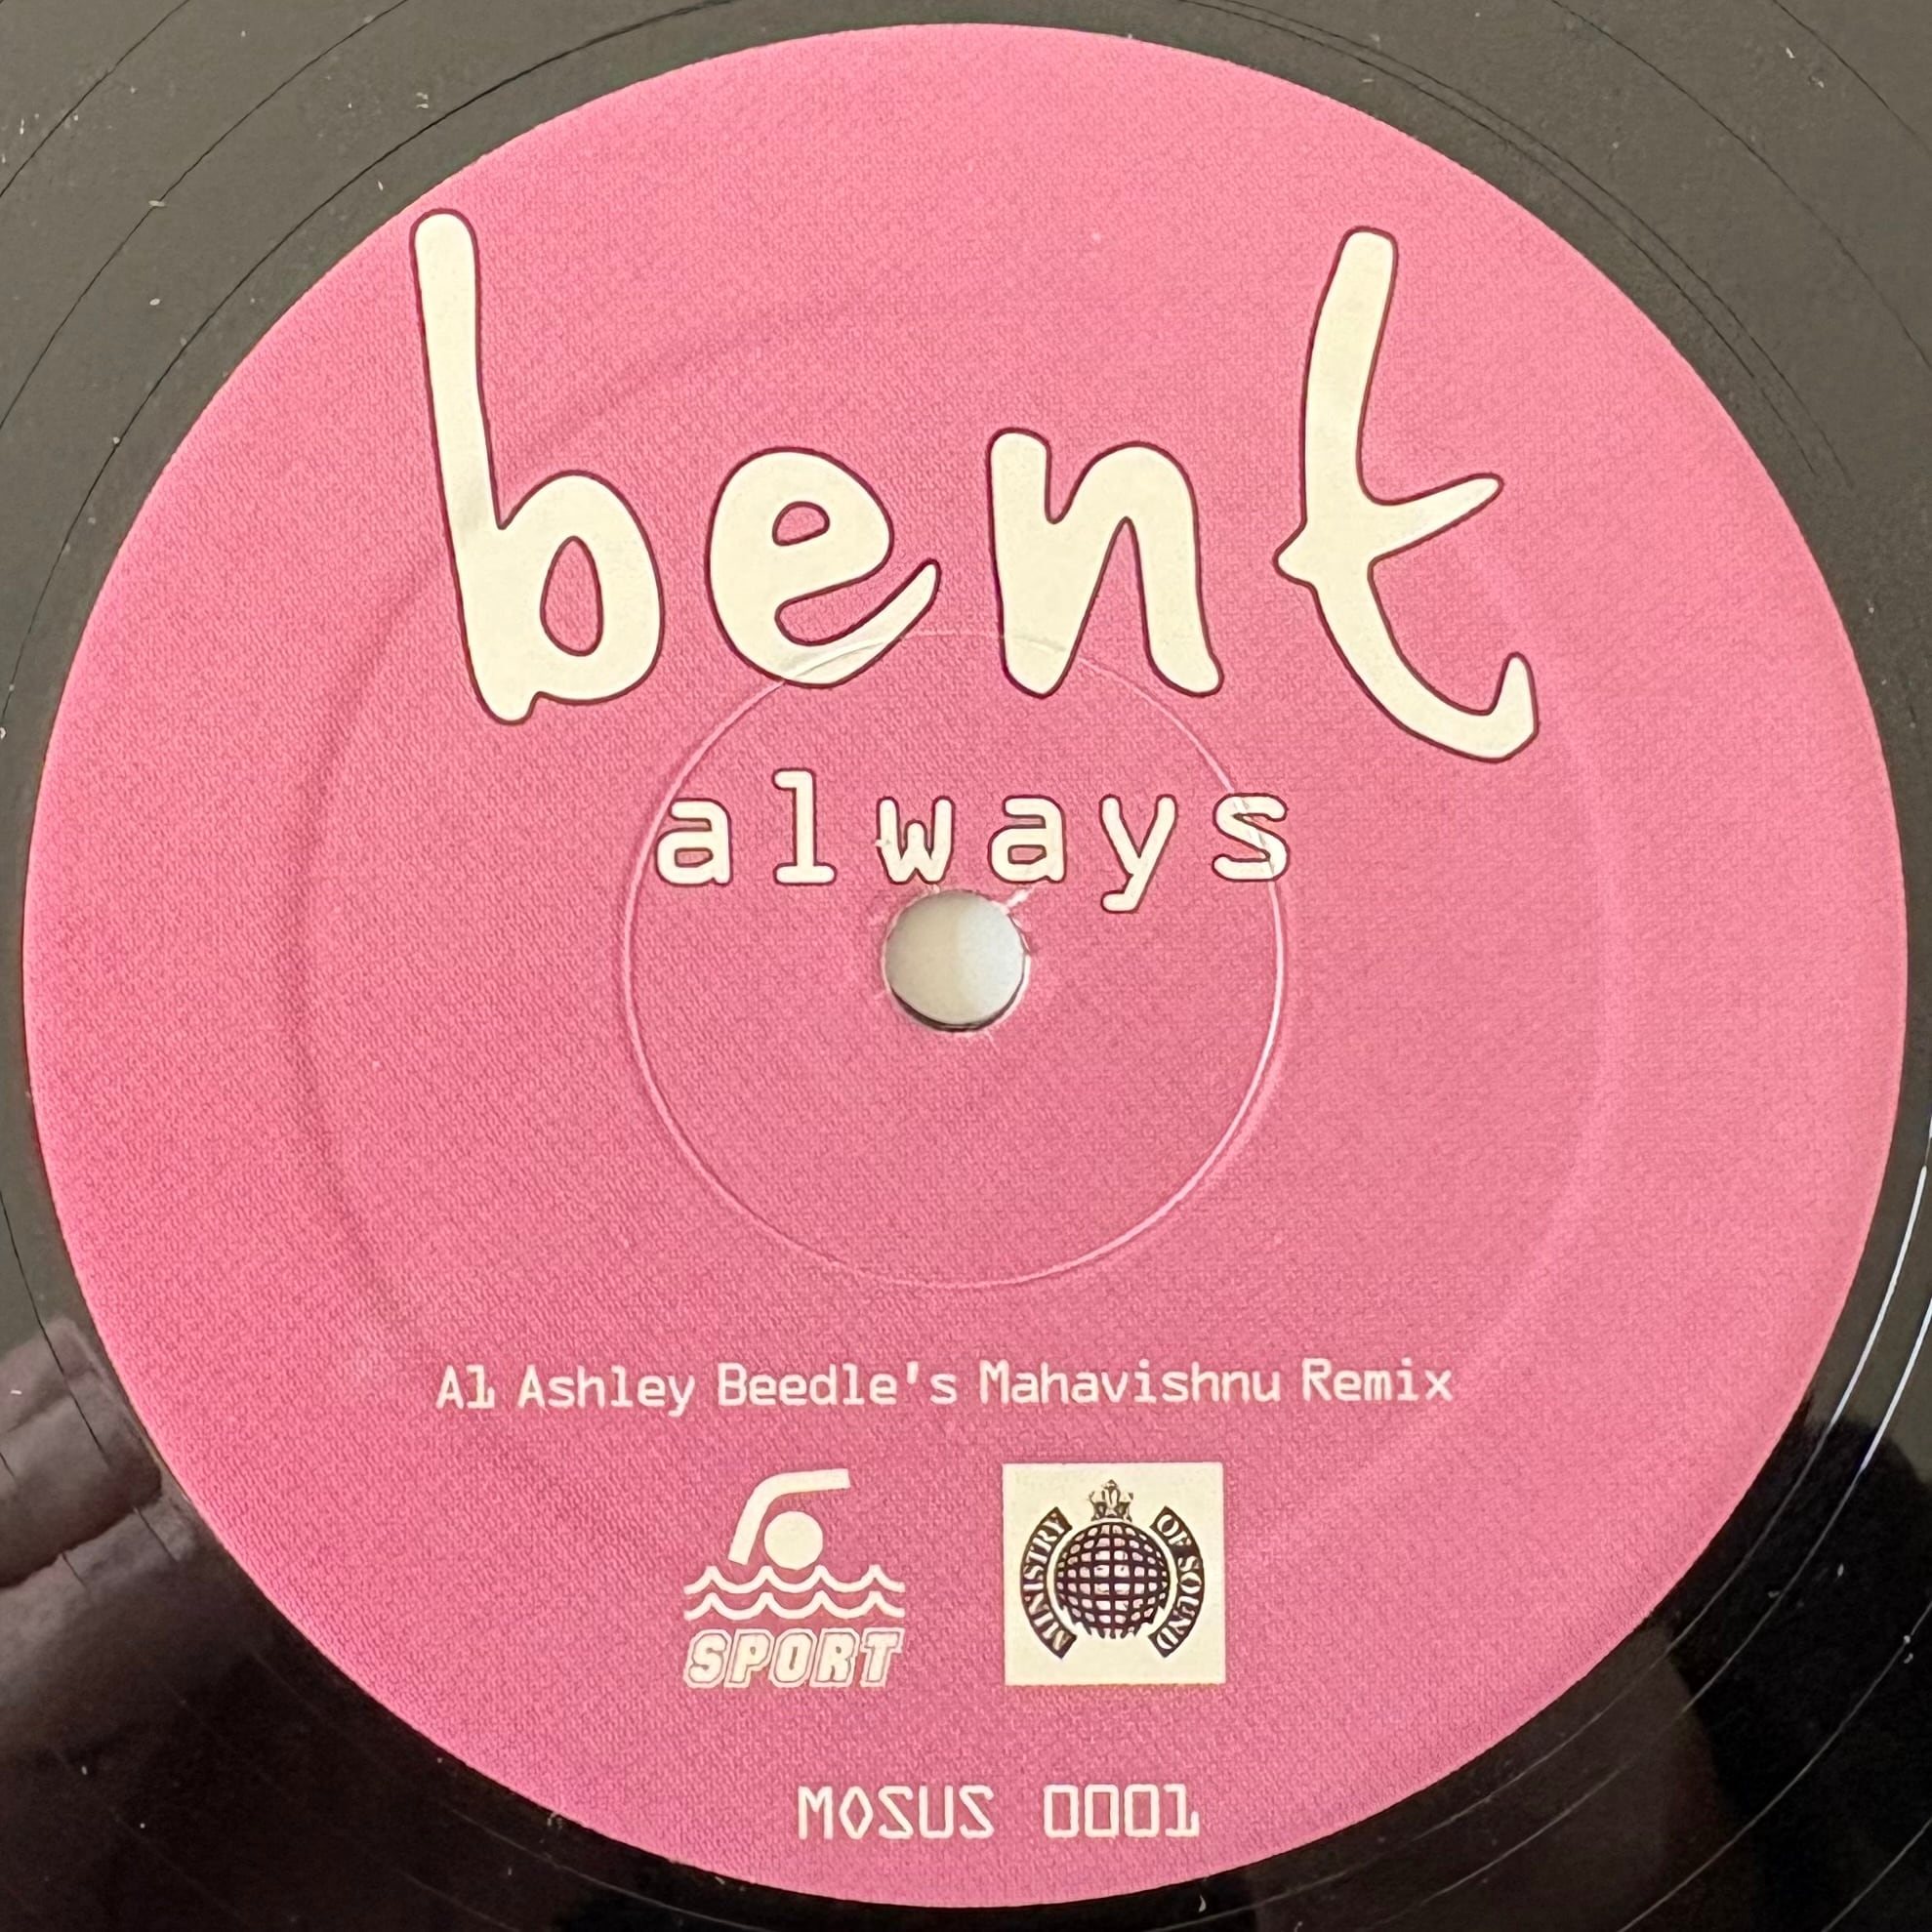 bent
always
A1 Ashley Beedle's Mahavishnu Remix
SPORT
MINISTRY OF SOUND
MOSUS 0001